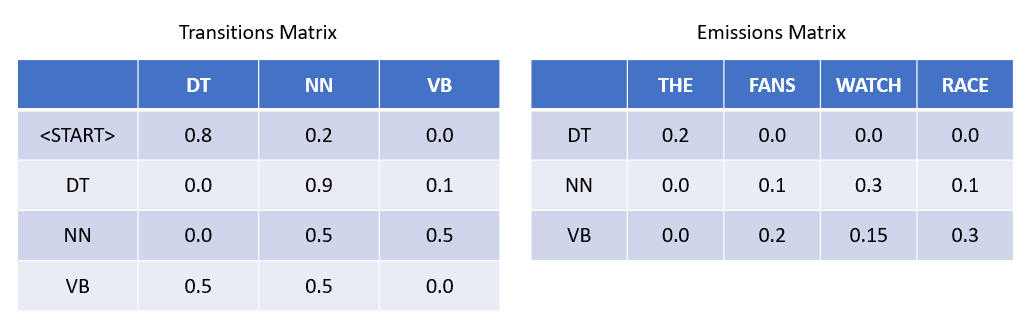 Transitions Matrix
DT NN VB
<START> 0.8 0.2 0.0
DT 0.0 0.9 0.1
NN 0.0 0.5 0.5
VB 0.5 0.5 0.0
Emissions Matrix
THE FANS WATCH RACE
DT 0.2 0.0 0.0 0.0
NN 0.0 0.1 0.3 0.1
VB 0.0 0.2 0.15 0.3